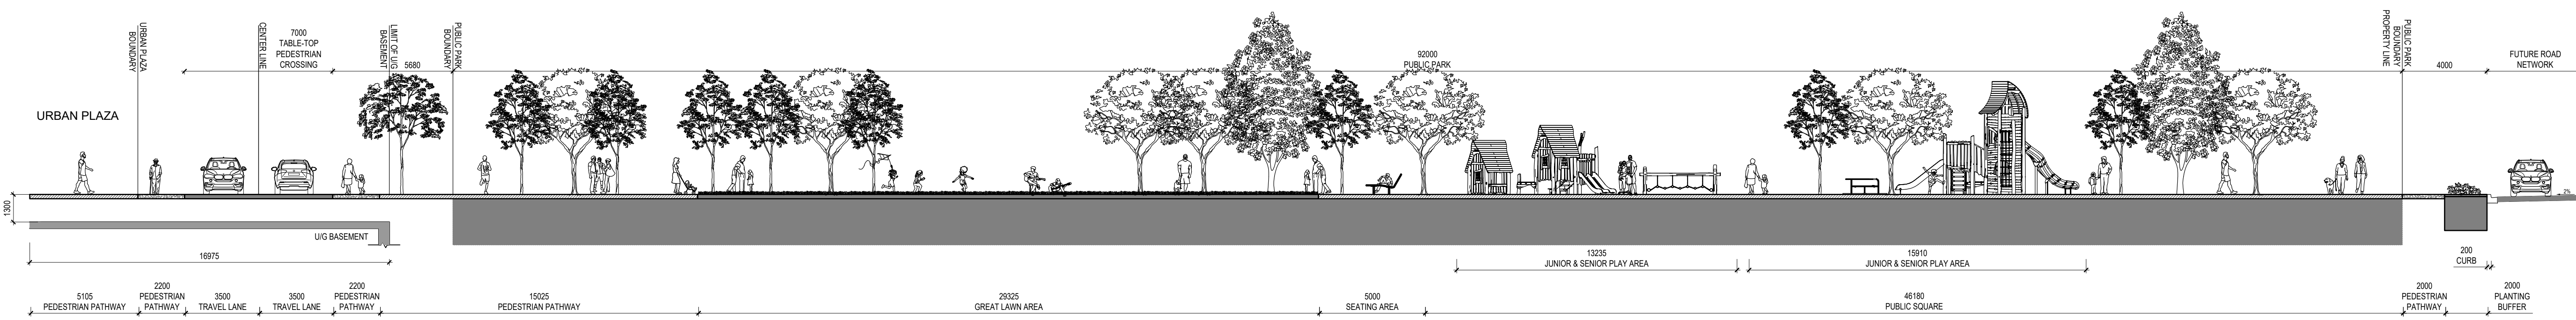 URBAN PLAZA
URBAN PLAZA
BOUNDARY
CENTER LINE
7000
TABLE-TOP
PEDESTRIAN
CROSSING
LIMIT OF U/G
BASEMENT
5680
PUBLIC PARK
BOUNDARY
92000
PUBLIC PARK
PUBLIC PARK
BOUNDARY
PROPERTY LINE
4000
FUTURE ROAD
NETWORK
2%
1300
U/G BASEMENT
16975
13235
JUNIOR & SENIOR PLAY AREA
15910
JUNIOR & SENIOR PLAY AREA
200
CURB
5105
PEDESTRIAN PATHWAY
2200
PEDESTRIAN
PATHWAY
3500
TRAVEL LANE
3500
TRAVEL LANE
2200
PEDESTRIAN
PATHWAY
15025
PEDESTRIAN PATHWAY
29325
GREAT LAWN AREA
5000
SEATING AREA
46180
PUBLIC SQUARE
2000
PEDESTRIAN
PATHWAY
2000
PLANTING
BUFFER